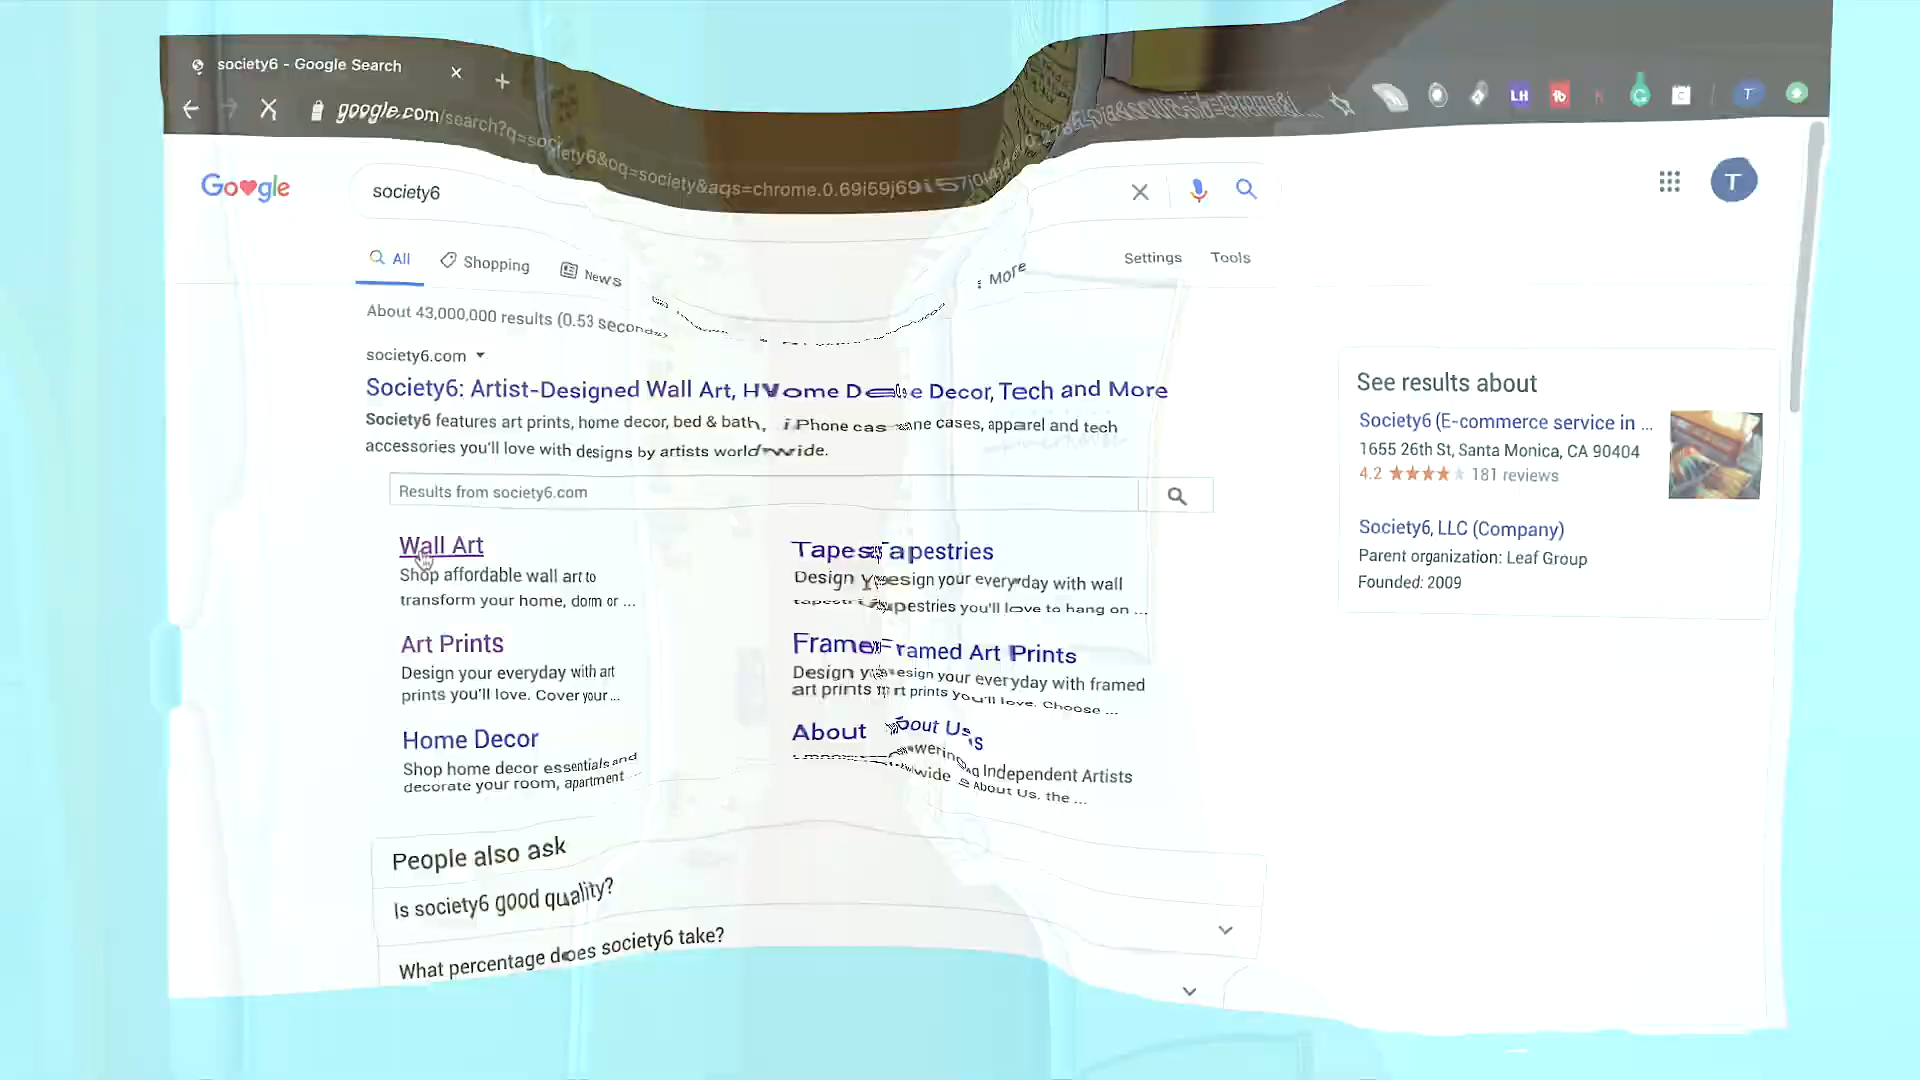 society6 - Google Search
google.com/search?q=society6&oq=society&aqs=chrome.0.69i59j69i57j0i4
LH
T
Google
society6
T
All Shopping News More Settings Tools
About 43,000,000 results (0.53 seconds)
society6.com
Society6: Artist-Designed Wall Art, Home Decor, Tech and More
Society6 features art prints, home decor, bed & bath, iPhone cases, apparel and tech
accessories you'll love with designs by artists worldwide.
Results from society6.com
Wall Art
Shop affordable wall art to
transform your home, dorm or ...
Art Prints
Design your everyday with art
prints you'll love. Cover your ...
Home Decor
Shop home decor essentials and
decorate your room, apartment
Tapestries
Design your everyday with wall
tapestries you'll love to hang on ...
Framed Art Prints
Design your everyday with framed
art prints you'll love. Choose ...
About Us
Independent Artists
About Us, the ...
People also ask
Is society6 good quality?
What percentage does society6 take?
See results about
Society6 (E-commerce service in ...
1655 26th St, Santa Monica, CA 90404
4.2 181 reviews
Society6, LLC (Company)
Parent organization: Leaf Group
Founded: 2009